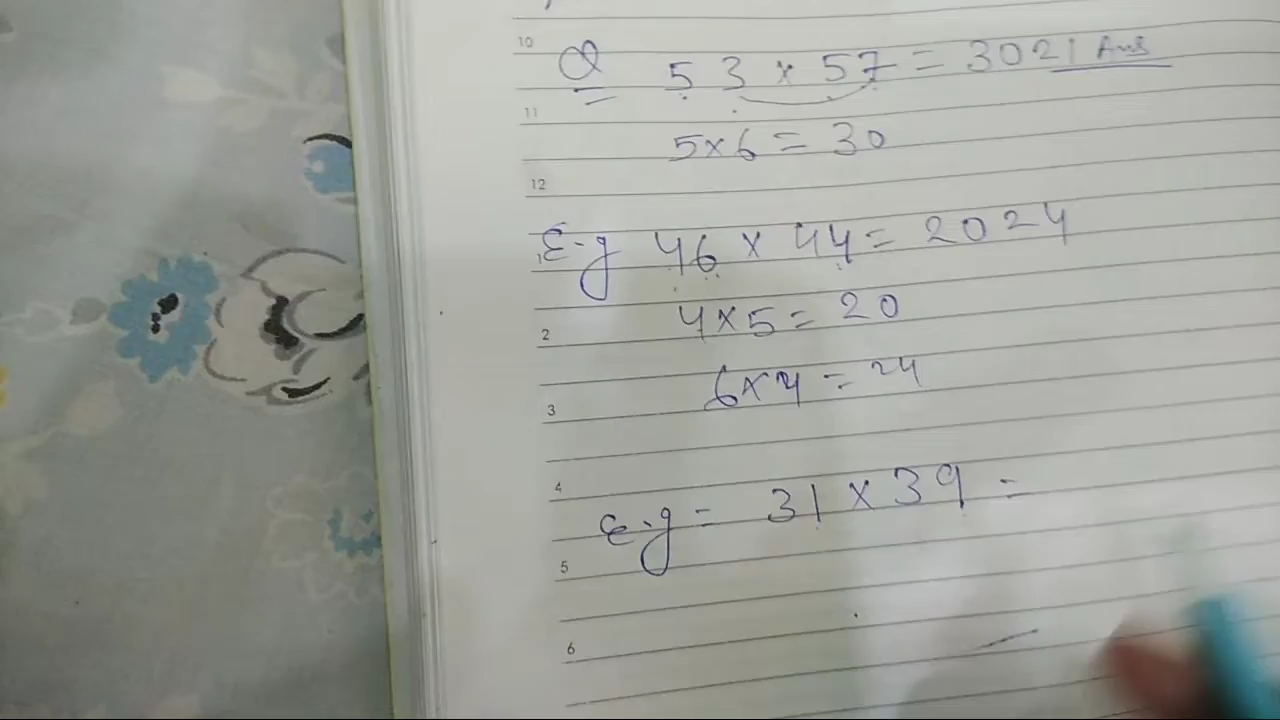 10
Q 53 × 57 = 3021 Ans
11
5×6 = 30
12
E.g 46 × 44 = 2024
1
4×5 = 20
2
6×4 = 24
3
4
E.g = 31 × 39 =
5
6